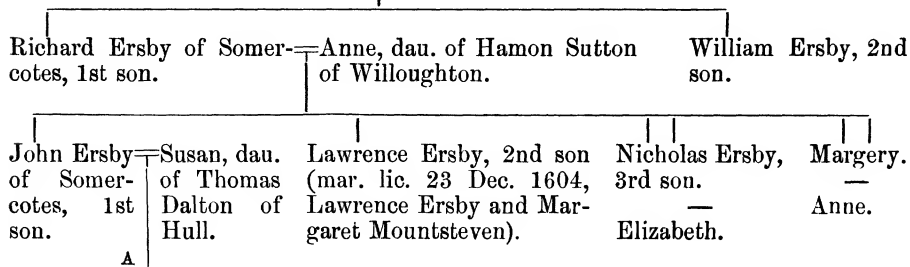 Richard Ersby of Somer-
cotes, 1st son.
Anne, dau. of Hamon Sutton
of Willoughton.
William Ersby, 2nd
son.
John Ersby
of Somer-
cotes, 1st
son.
Susan, dau.
of Thomas
Dalton of
Hull.
Lawrence Ersby, 2nd son
(mar. lic. 23 Dec. 1604,
Lawrence Ersby and Mar-
garet Mountsteven).
Nicholas Ersby,
3rd son.
—
Elizabeth.
Margery.
—
Anne.
A